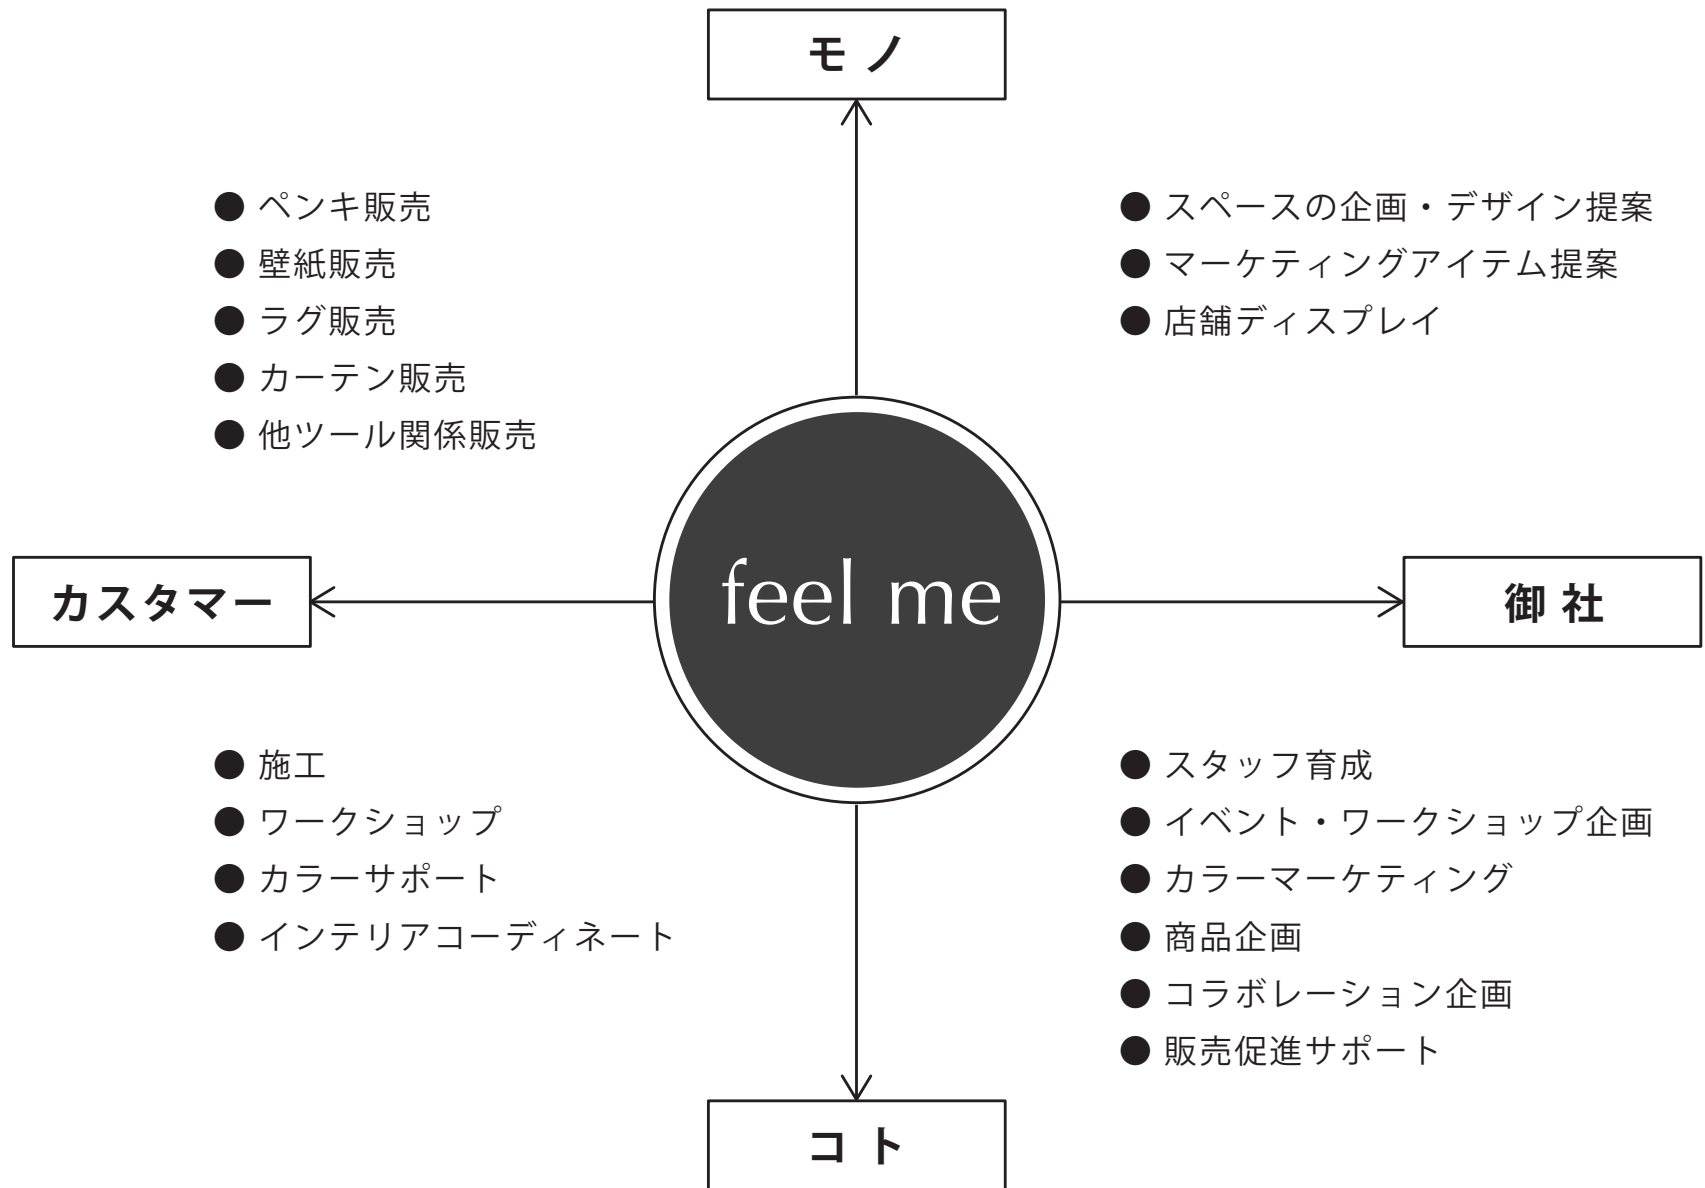 モノ
● ペンキ販売
● 壁紙販売
● ラグ販売
● カーテン販売
● 他ツール関係販売
● スペースの企画・デザイン提案
● マーケティングアイテム提案
● 店舗ディスプレイ
カスタマー
feel me
御社
● 施工
● ワークショップ
● カラーサポート
● インテリアコーディネート
● スタッフ育成
● イベント・ワークショップ企画
● カラーマーケティング
● 商品企画
● コラボレーション企画
● 販売促進サポート
コト